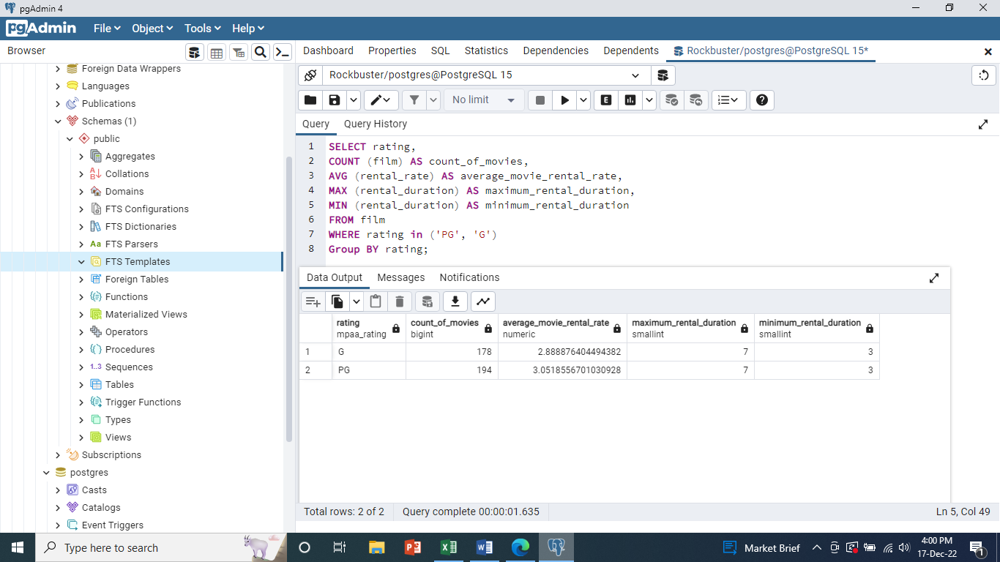 pgAdmin 4
pgAdmin File Object Tools Help
Browser
Dashboard Properties SQL Statistics Dependencies Dependents Rockbuster/postgres@PostgreSQL 15*
Foreign Data Wrappers
Languages
Publications
Schemas (1)
public
Aggregates
Collations
Domains
FTS Configurations
FTS Dictionaries
Aa FTS Parsers
FTS Templates
Foreign Tables
Functions
Materialized Views
Operators
Procedures
1..3 Sequences
Tables
Trigger Functions
Types
Views
Subscriptions
postgres
Casts
Catalogs
Event Triggers
Rockbuster/postgres@PostgreSQL 15
No limit E
Query Query History
1 SELECT rating,
2 COUNT (film) AS count_of_movies,
3 AVG (rental_rate) AS average_movie_rental_rate,
4 MAX (rental_duration) AS maximum_rental_duration,
5 MIN (rental_duration) AS minimum_rental_duration
6 FROM film
7 WHERE rating in ('PG', 'G')
8 Group BY rating;
Data Output Messages Notifications
rating count_of_movies average_movie_rental_rate maximum_rental_duration minimum_rental_duration
mpaa_rating bigint numeric smallint smallint
1 G 178 2.888876404494382 7 3
2 PG 194 3.0518556701030928 7 3
Total rows: 2 of 2 Query complete 00:00:01.635 Ln 5, Col 49
Type here to search
Market Brief
4:00 PM
17-Dec-22
1